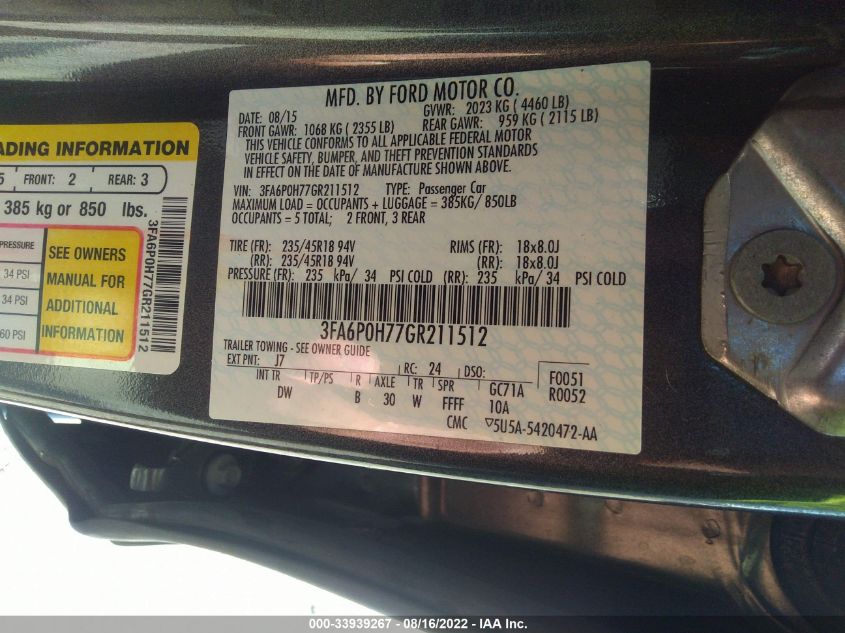 MFD. BY FORD MOTOR CO.
DATE: 08/15 GVWR: 2023 KG ( 4460 LB)
FRONT GAWR: 1068 KG ( 2355 LB) REAR GAWR: 959 KG ( 2115 LB)
THIS VEHICLE CONFORMS TO ALL APPLICABLE FEDERAL MOTOR
VEHICLE SAFETY, BUMPER, AND THEFT PREVENTION STANDARDS
IN EFFECT ON THE DATE OF MANUFACTURE SHOWN ABOVE.
VIN: 3FA6P0H77GR211512 TYPE: Passenger Car
MAXIMUM LOAD = OCCUPANTS + LUGGAGE = 385KG/ 850LB
OCCUPANTS = 5 TOTAL; 2 FRONT, 3 REAR
TIRE (FR): 235/45R18 94V RIMS (FR): 18x8.0J
(RR): 235/45R18 94V (RR): 18x8.0J
PRESSURE (FR): 235 kPa/ 34 PSI COLD (RR): 235 kPa/ 34 PSI COLD
3FA6P0H77GR211512
TRAILER TOWING - SEE OWNER GUIDE
EXT PNT: J7 RC: 24 DSO: F0051
INT TR TP/PS R AXLE TR SPR GC71A R0052
DW B 30 W FFFF 10A
CMC ▽5U5A-5420472-AA
ADING INFORMATION
5 FRONT: 2 REAR: 3
385 kg or 850 lbs.
PRESSURE
34 PSI
34 PSI
60 PSI
SEE OWNERS
MANUAL FOR
ADDITIONAL
INFORMATION
3FA6P0H77GR211512
000-33939267 - 08/16/2022 - IAA Inc.